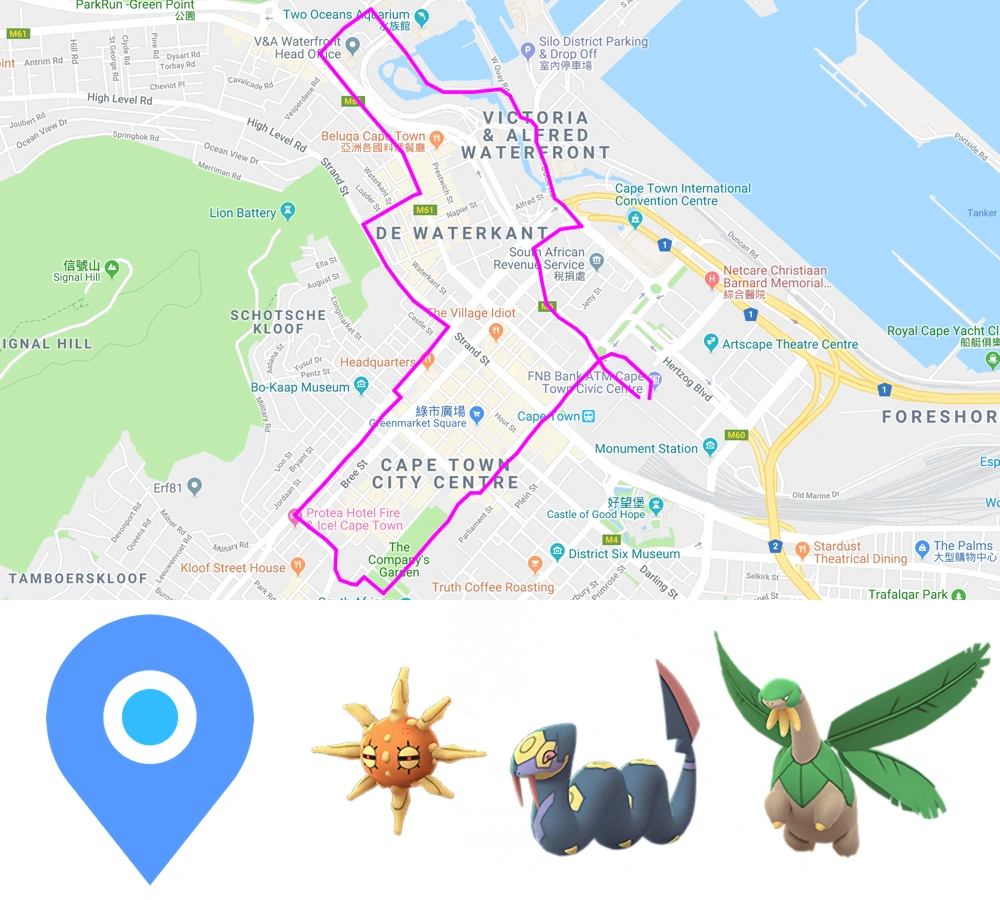 ParkRun -Green Point
公園
Two Oceans Aquarium
水族館
M61
V&A Waterfront
Head Office
Silo District Parking
& Drop Off
室內停車場
W Quay Rd
Antrim Rd
Hill Rd
St George Rd
Clyde Rd
Pine Rd
Dysart Rd
Torbay Rd
Cheviot Pl
Cavalcade Rd
Vesperdene Rd
High Level Rd
Joubert Rd
Ocean View Dr
Springbok Rd
High Level Rd
Ocean View Dr
Merriman Rd
Strand St
Beluga Cape Town
亞洲各國料理餐廳
VICTORIA
& ALFRED
WATERFRONT
Portside Rd
Waterkant St
Loader St
Prestwich St
Napier St
Alfred St
M61
Lion Battery
DE WATERKANT
Cape Town International
Convention Centre
Duncan Rd
Tanker
1
South African
Revenue Service
稅捐處
信號山
Signal Hill
Ella St
August St
Longmarket St
Waterkant St
Jetty St
Netcare Christiaan
Barnard Memorial...
綜合醫院
1
SCHOTSCHE
KLOOF
Castle St
The Village Idiot
Strand St
Royal Cape Yacht Cl
船艇俱樂
IGNAL HILL
Astana St
Yusuf Dr
Pentz St
Headquarters
Artscape Theatre Centre
Hertzog Blvd
Bo-Kaap Museum
FNB Bank ATM Cape
Town Civic Centre
1
Military Rd
綠市廣場
Greenmarket Square
Hout St
Cape Town
FORESHOR
M60
Monument Station
Lion St
Bryant St
Jordaan St
Bree St
CAPE TOWN
CITY CENTRE
Esp
Erf81
Old Marine Dr
Plein St
Parliament St
好望堡
Castle of Good Hope
Protea Hotel Fire
& Ice! Cape Town
Devonport Rd
Queens Rd
Milner Rd
Leeuwenvoet Rd
Military Rd
M4
District Six Museum
2
Stardust
Theatrical Dining
The Palms
大型購物中心
The
Company's
Garden
TAMBOERSKLOOF
Kloof Street House
Park Rd
Truth Coffee Roasting
Darling St
Selkirk St
Trafalgar Park